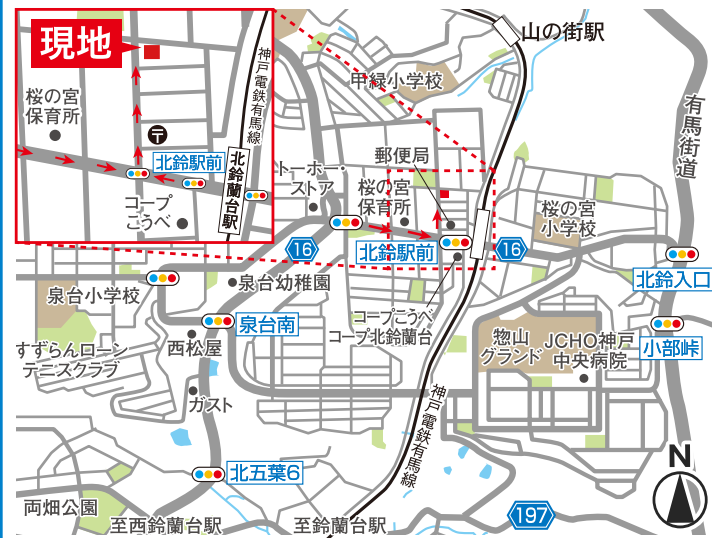 現地
神戸電鉄有馬線
桜の宮
保育所
〒
北鈴駅前
北鈴蘭台駅
コープ
こうべ
山の街駅
甲緑小学校
有馬街道
郵便局
トーホー・
ストア
桜の宮
保育所
桜の宮
小学校
16
北鈴駅前
16
北鈴入口
泉台小学校
泉台幼稚園
コープこうべ
コープ北鈴蘭台
泉台南
小部峠
西松屋
惣山
グランド
JCHO神戸
中央病院
すずらんローン
テニスクラブ
ガスト
神戸電鉄有馬線
北五葉6
N
両畑公園
197
至西鈴蘭台駅
至鈴蘭台駅